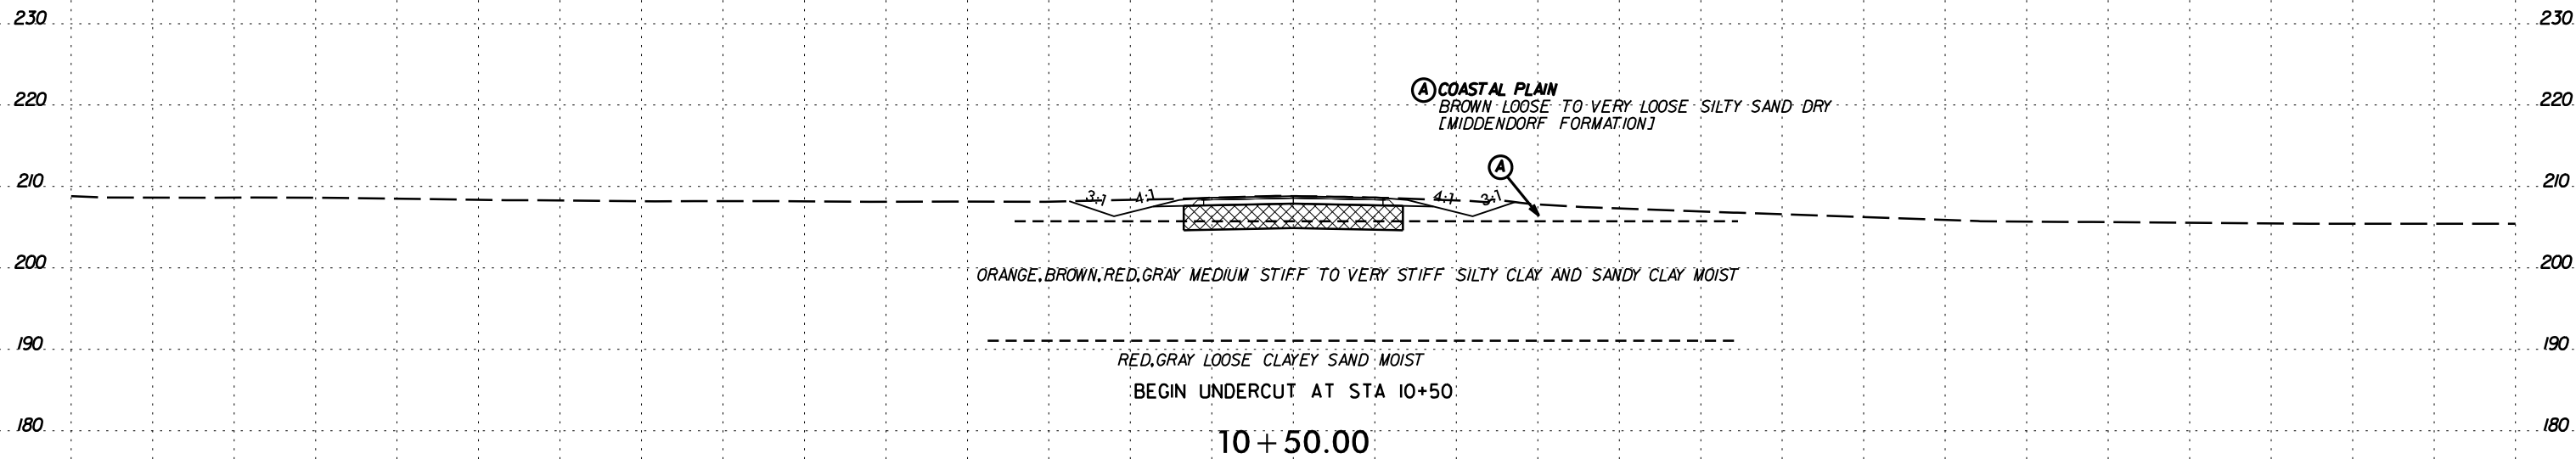 230 230
Ⓐ COASTAL PLAIN
220 BROWN LOOSE TO VERY LOOSE SILTY SAND DRY 220
[MIDDENDORF FORMATION]
A
210 210
3:1 4:1 4:1 3:1
200 200
ORANGE,BROWN,RED,GRAY MEDIUM STIFF TO VERY STIFF SILTY CLAY AND SANDY CLAY MOIST
190 190
RED,GRAY LOOSE CLAYEY SAND MOIST
BEGIN UNDERCUT AT STA 10+50
180 180
10+50.00